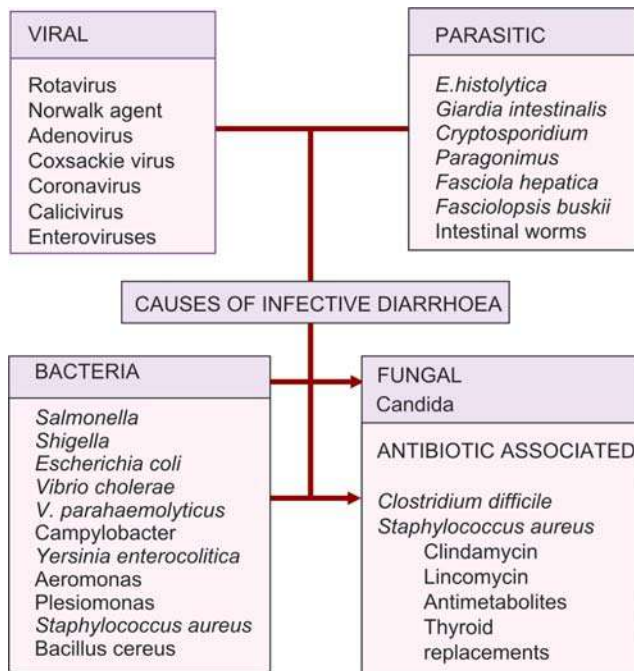 VIRAL
Rotavirus
Norwalk agent
Adenovirus
Coxsackie virus
Coronavirus
Calicivirus
Enteroviruses
PARASITIC
E.histolytica
Giardia intestinalis
Cryptosporidium
Paragonimus
Fasciola hepatica
Fasciolopsis buskii
Intestinal worms
CAUSES OF INFECTIVE DIARRHOEA
BACTERIA
Salmonella
Shigella
Escherichia coli
Vibrio cholerae
V. parahaemolyticus
Campylobacter
Yersinia enterocolitica
Aeromonas
Plesiomonas
Staphylococcus aureus
Bacillus cereus
FUNGAL
Candida
ANTIBIOTIC ASSOCIATED
Clostridium difficile
Staphylococcus aureus
Clindamycin
Lincomycin
Antimetabolites
Thyroid
replacements